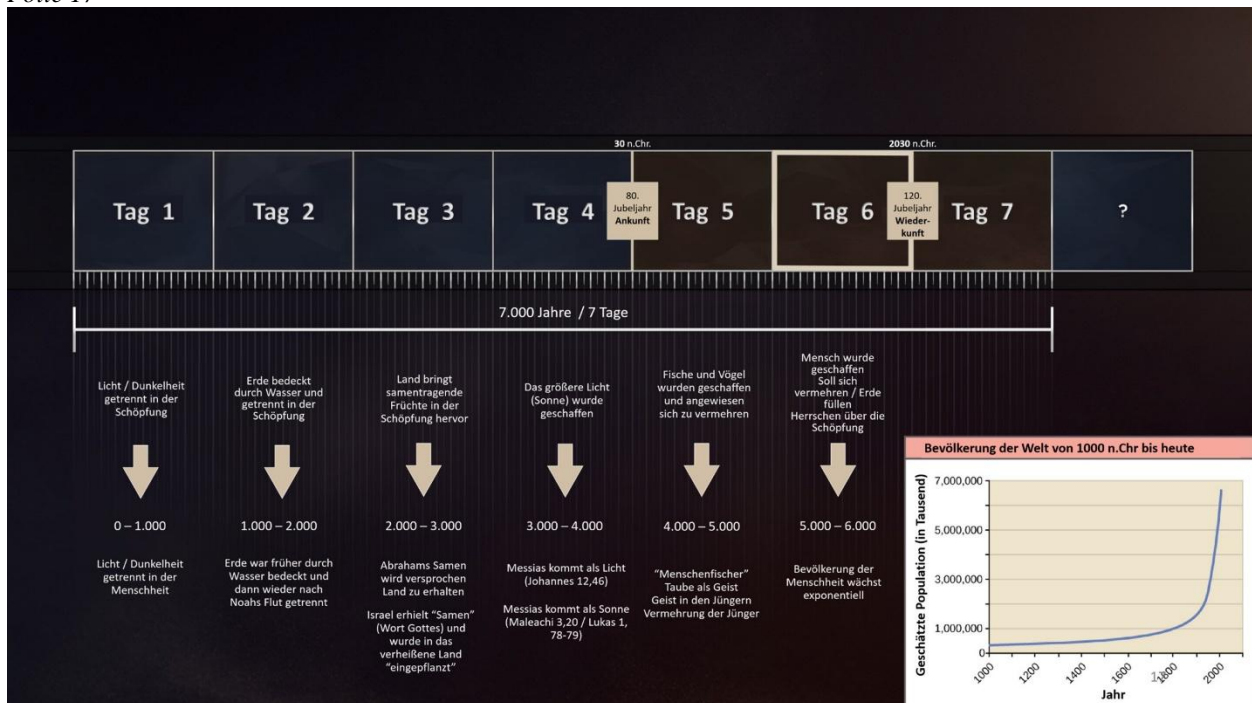 Folie 17
30 n.Chr.
2030 n.Chr.
Tag 1
Tag 2
Tag 3
Tag 4
80.
Jubeljahr
Ankunft
Tag 5
Tag 6
120.
Jubeljahr
Wieder-
kunft
Tag 7
?
7.000 Jahre / 7 Tage
Licht / Dunkelheit
getrennt in der
Schöpfung
Erde bedeckt
durch Wasser und
getrennt in der
Schöpfung
Land bringt
samentragende
Früchte in der
Schöpfung hervor
Das größere Licht
(Sonne) wurde
geschaffen
Fische und Vögel
wurden geschaffen
und angewiesen
sich zu vermehren
Mensch wurde
geschaffen
Soll sich
vermehren / Erde
füllen
Herrschen über die
Schöpfung
0 – 1.000
1.000 – 2.000
2.000 – 3.000
3.000 – 4.000
4.000 – 5.000
5.000 – 6.000
Licht / Dunkelheit
getrennt in der
Menschheit
Erde war früher durch
Wasser bedeckt und
dann wieder nach
Noahs Flut getrennt
Abrahams Samen
wird versprochen
Land zu erhalten
Israel erhielt "Samen"
(Wort Gottes) und
wurde in das
verheißene Land
"eingepflanzt"
Messias kommt als Licht
(Johannes 12,46)
Messias kommt als Sonne
(Maleachi 3,20 / Lukas 1,
78-79)
"Menschenfischer"
Taube als Geist
Geist in den Jüngern
Vermehrung der Jünger
Bevölkerung der
Menschheit wächst
exponentiell
Bevölkerung der Welt von 1000 n.Chr bis heute
Geschätzte Population (in Tausend)
7,000,000
5,000,000
3,000,000
1,000,000
0
1000
1200
1400
1600
1800
2000
Jahr